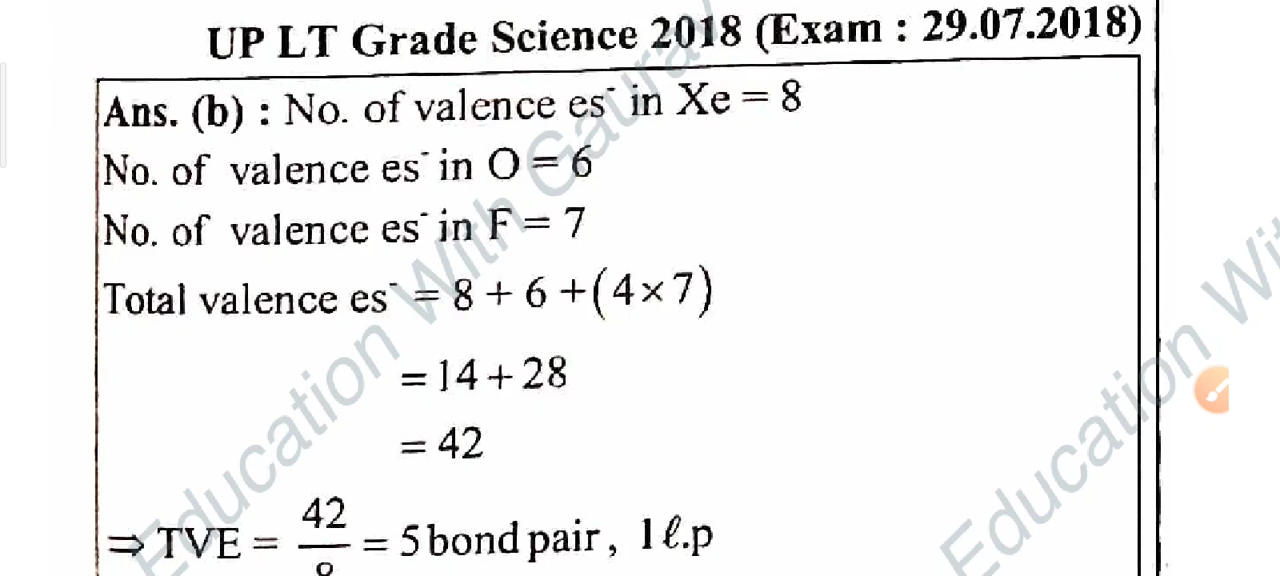 UP LT Grade Science 2018 (Exam : 29.07.2018)
Ans. (b) : No. of valence es⁻ in Xe = 8
No. of valence es⁻ in O = 6
No. of valence es⁻ in F = 7
Total valence es⁻ = 8 + 6 + (4×7)
= 14 + 28
= 42
⇒ TVE = 42/8 = 5 bond pair, 1 ℓ.p
Education With Gaurav
Education Wit